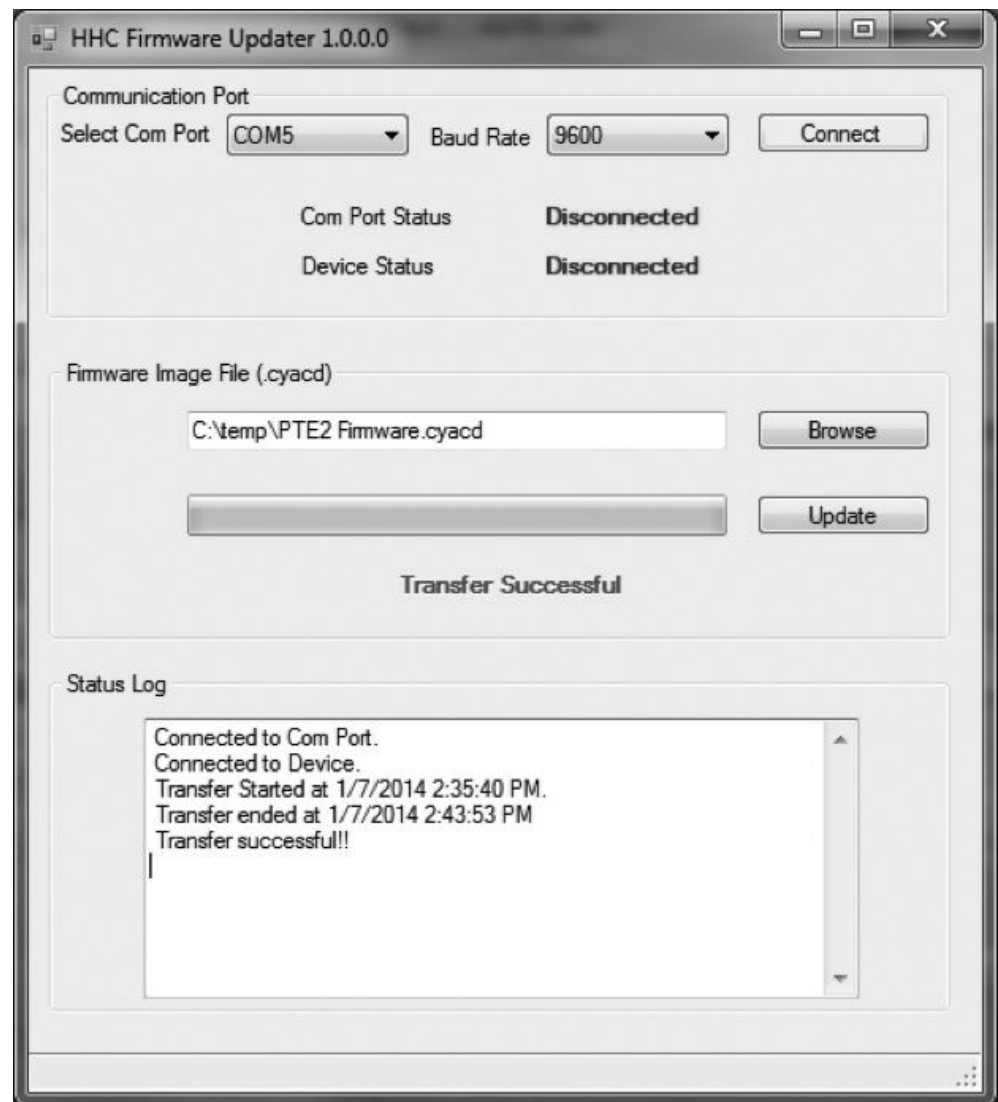 HHC Firmware Updater 1.0.0.0
Communication Port
Select Com Port COM5 Baud Rate 9600 Connect
Com Port Status Disconnected
Device Status Disconnected
Firmware Image File (.cyacd)
C:\temp\PTE2 Firmware.cyacd Browse
Update
Transfer Successful
Status Log
Connected to Com Port.
Connected to Device.
Transfer Started at 1/7/2014 2:35:40 PM.
Transfer ended at 1/7/2014 2:43:53 PM
Transfer successful!!